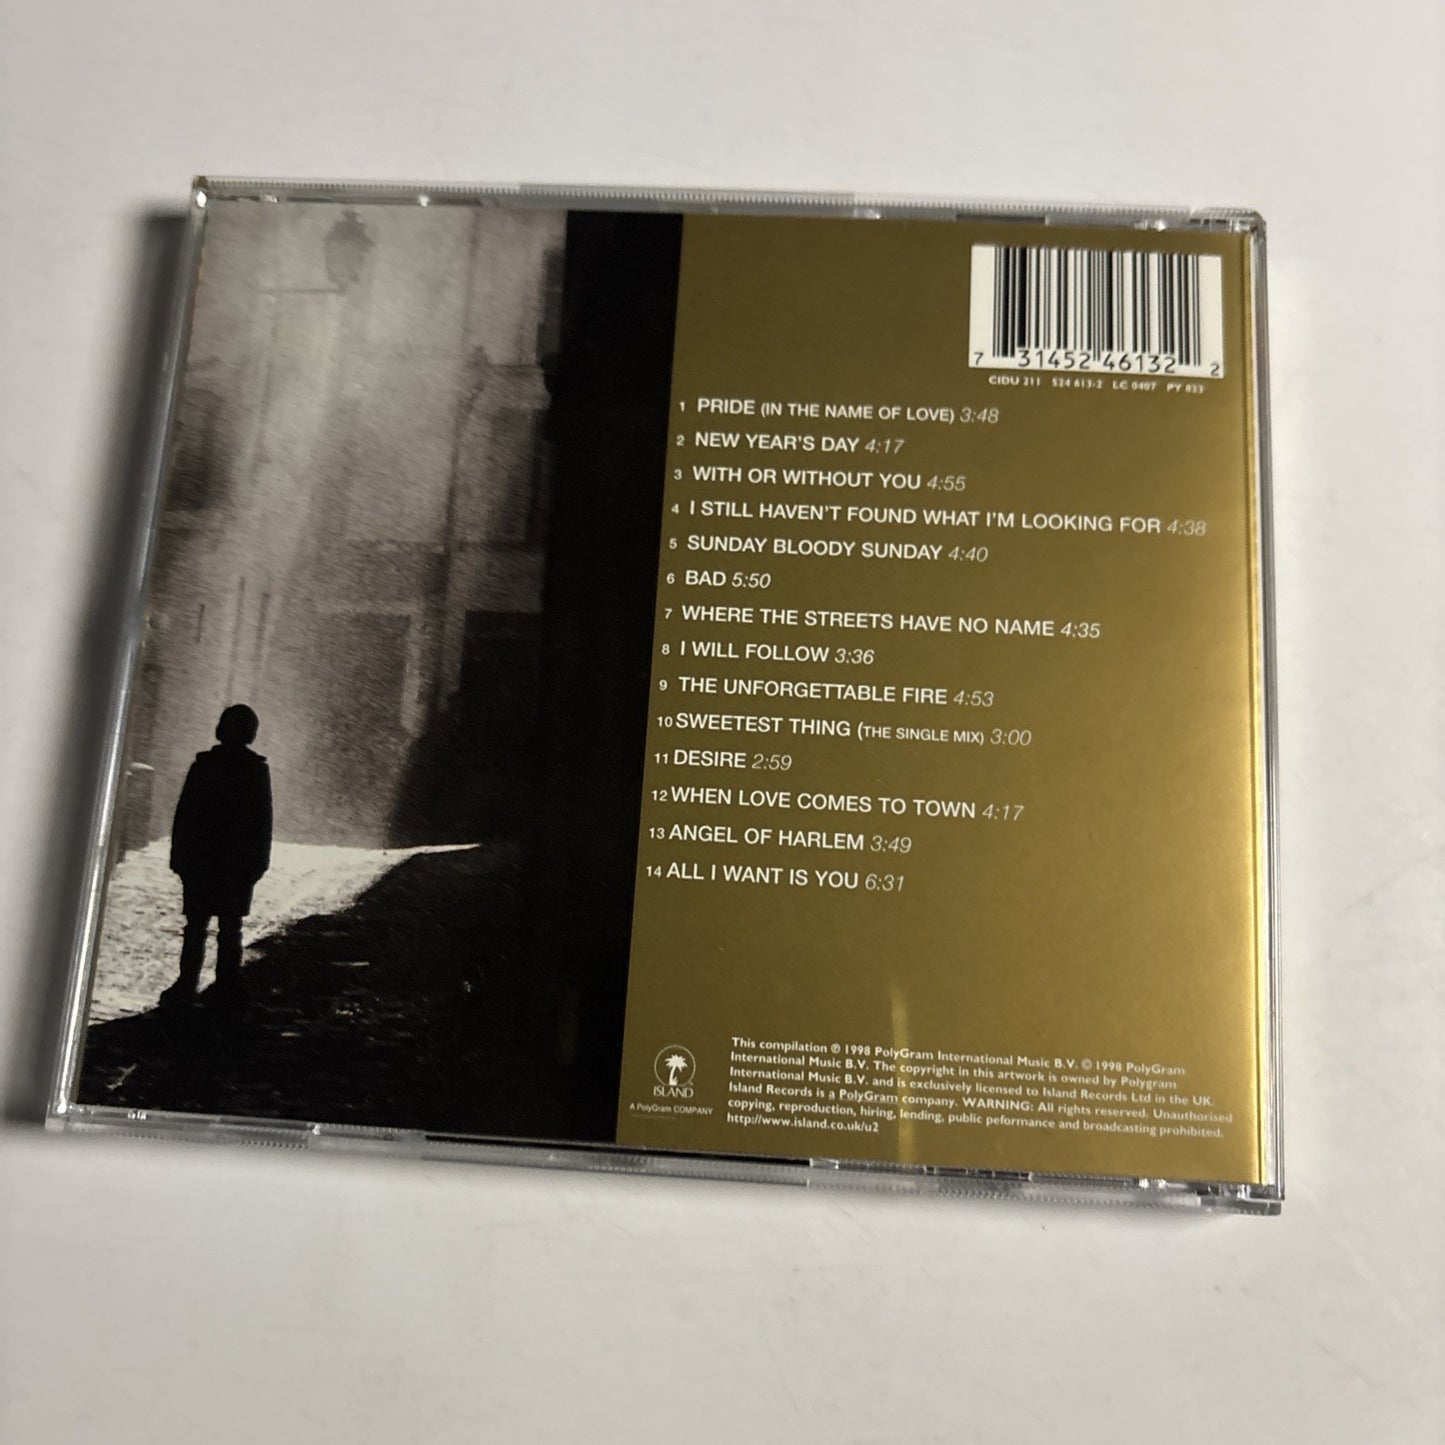 7 31452 46132 2
CIDU 211 524 613-2 LC 0407 PY 833
1 PRIDE (IN THE NAME OF LOVE) 3:48
2 NEW YEAR'S DAY 4:17
3 WITH OR WITHOUT YOU 4:55
4 I STILL HAVEN'T FOUND WHAT I'M LOOKING FOR 4:38
5 SUNDAY BLOODY SUNDAY 4:40
6 BAD 5:50
7 WHERE THE STREETS HAVE NO NAME 4:35
8 I WILL FOLLOW 3:36
9 THE UNFORGETTABLE FIRE 4:53
10 SWEETEST THING (THE SINGLE MIX) 3:00
11 DESIRE 2:59
12 WHEN LOVE COMES TO TOWN 4:17
13 ANGEL OF HARLEM 3:49
14 ALL I WANT IS YOU 6:31
ISLAND
A PolyGram COMPANY
This compilation ℗ 1998 PolyGram International Music B.V. © 1998 PolyGram
International Music B.V. The copyright in this artwork is owned by Polygram
International Music B.V. and is exclusively licensed to Island Records Ltd in the UK.
Island Records is a PolyGram company. WARNING: All rights reserved. Unauthorised
copying, reproduction, hiring, lending, public peformance and broadcasting prohibited.
http://www.island.co.uk/u2